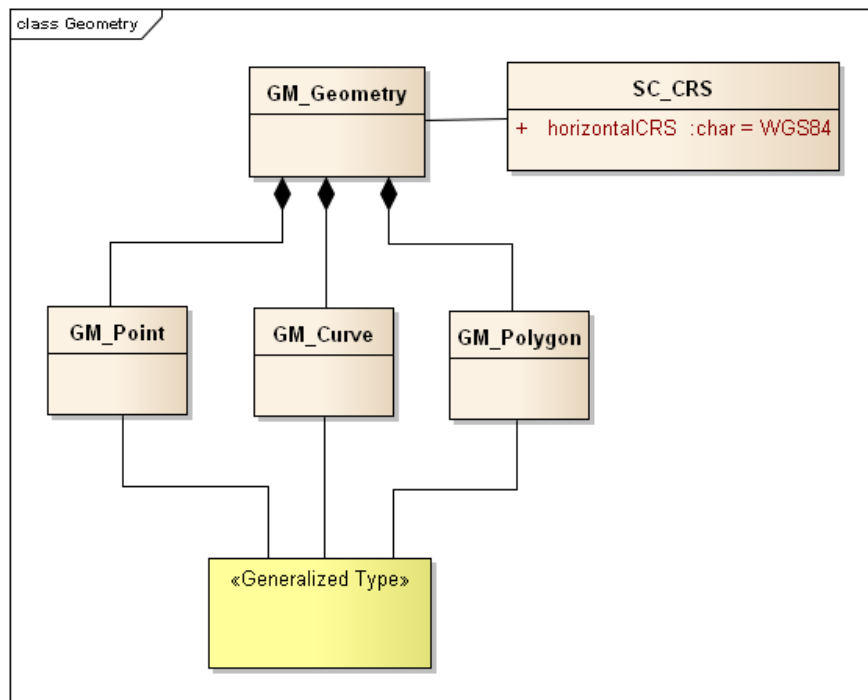 class Geometry
GM_Geometry
SC_CRS
+ horizontalCRS :char = WGS84
GM_Point
GM_Curve
GM_Polygon
«Generalized Type»